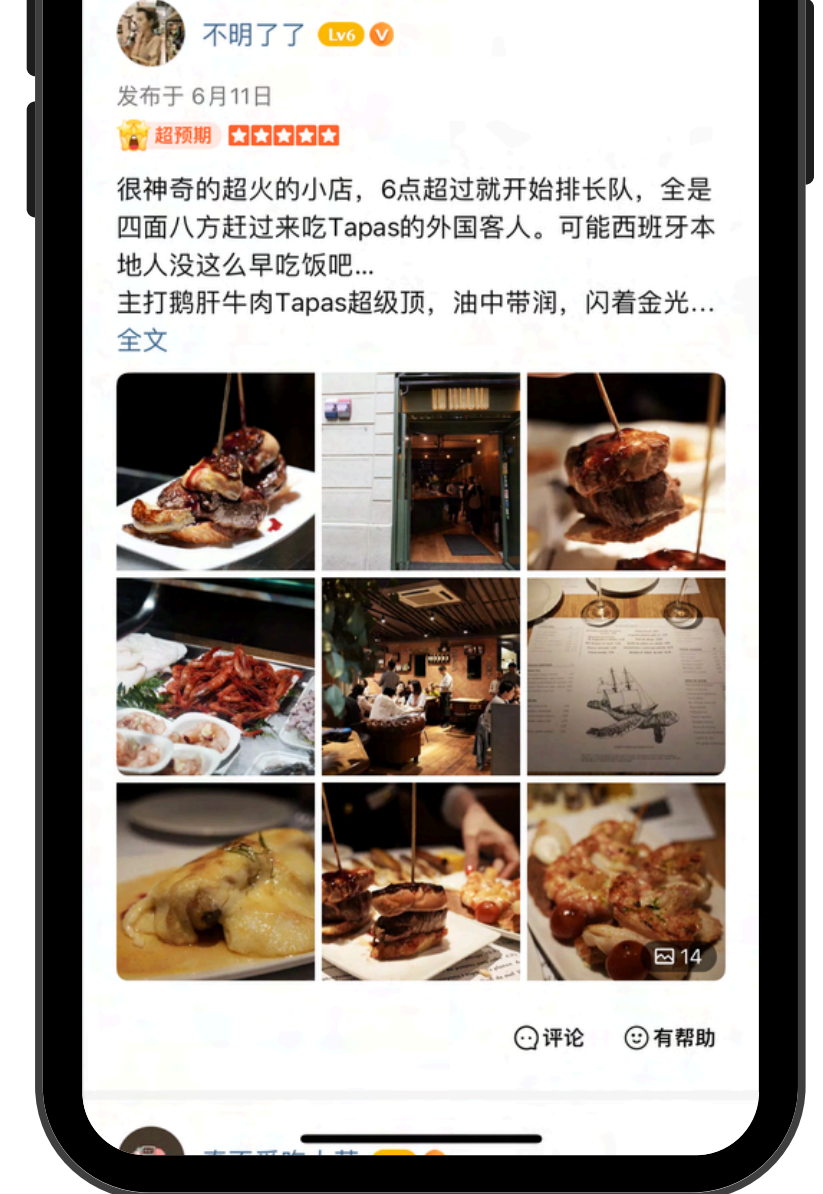 不明了了 Lv6 V
发布于 6月11日
超预期
很神奇的超火的小店，6点超过就开始排长队，全是
四面八方赶过来吃Tapas的外国客人。可能西班牙本
地人没这么早吃饭吧...
主打鹅肝牛肉Tapas超级顶，油中带润，闪着金光...
全文
14
评论 有帮助